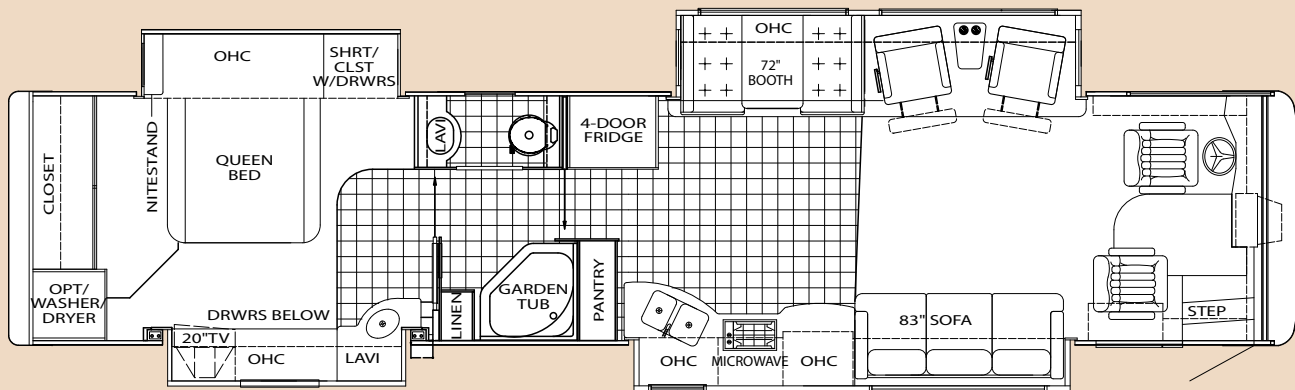 OHC
SHRT/
CLST
W/DRWRS
OHC
72"
BOOTH
LAVI
4-DOOR
FRIDGE
CLOSET
NITESTAND
QUEEN
BED
OPT/
WASHER/
DRYER
DRWRS BELOW
20"TV
OHC
LAVI
LINEN
GARDEN
TUB
PANTRY
OHC
MICROWAVE
OHC
83" SOFA
STEP